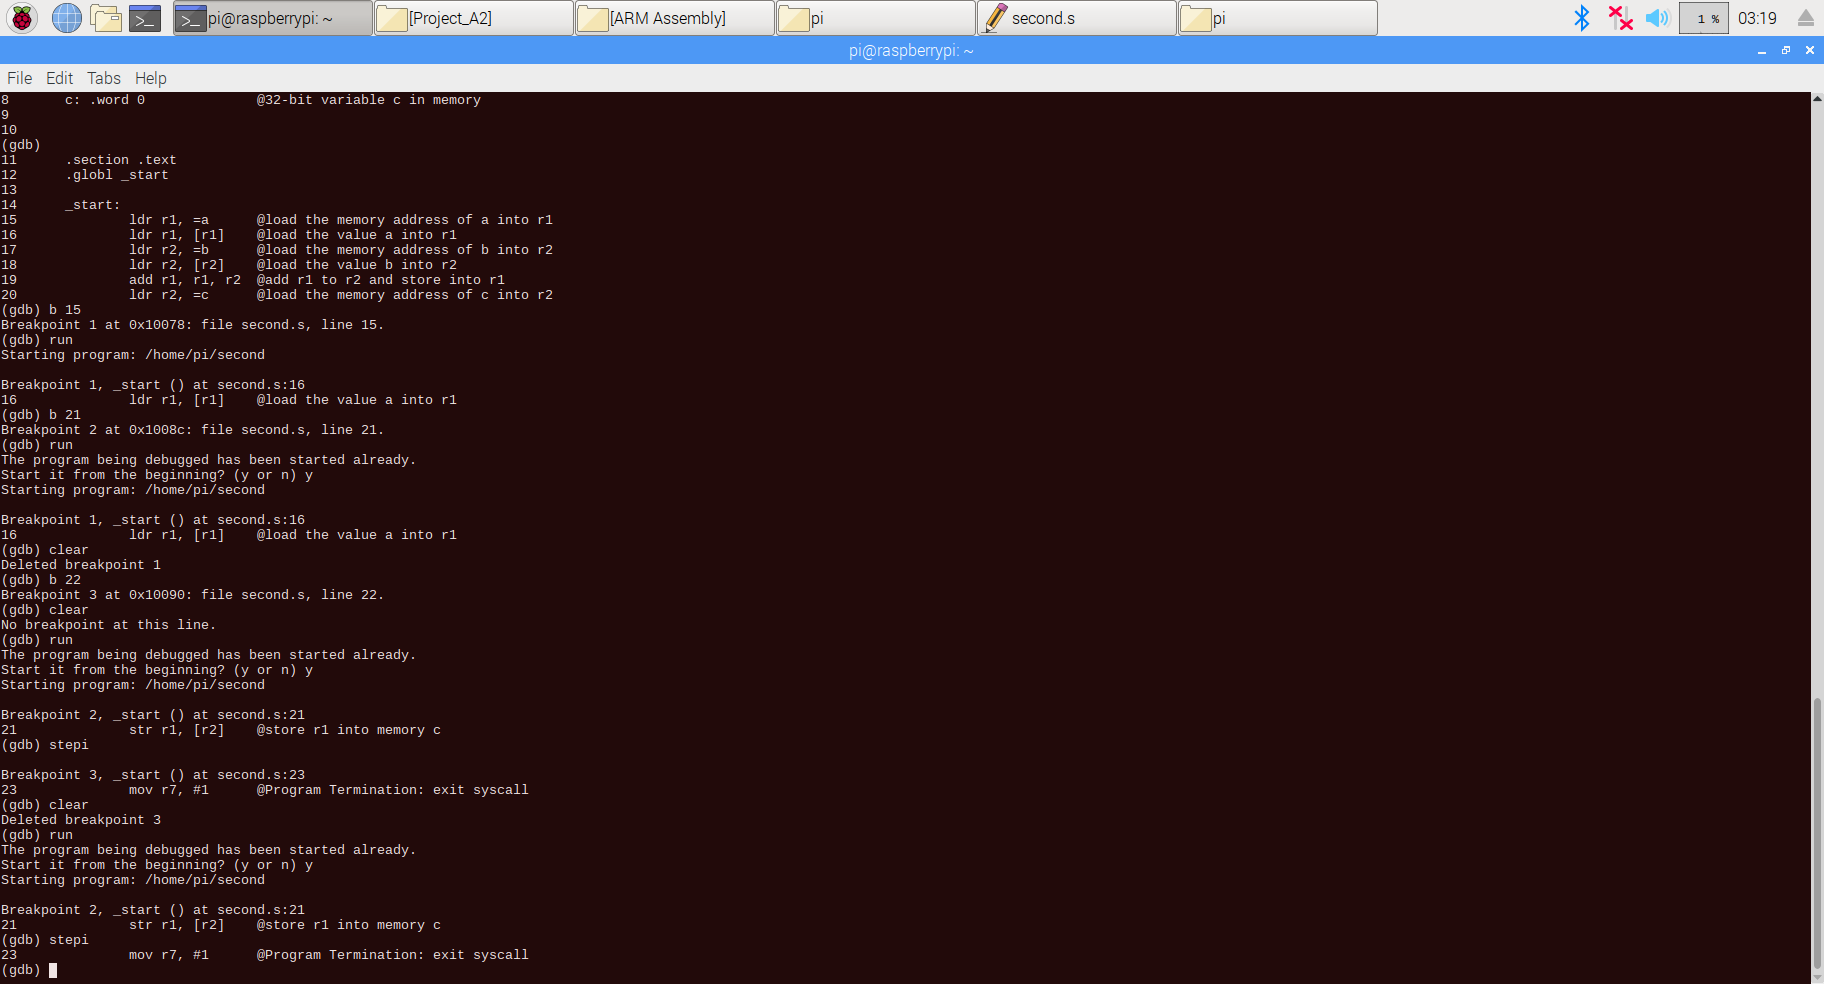 pi@raspberrypi: ~ [Project_A2] [ARM Assembly] pi second.s pi 1 % 03:19
pi@raspberrypi: ~
File Edit Tabs Help
8       c: .word 0              @32-bit variable c in memory
9
10
(gdb)
11      .section .text
12      .globl _start
13
14      _start:
15              ldr r1, =a      @load the memory address of a into r1
16              ldr r1, [r1]    @load the value a into r1
17              ldr r2, =b      @load the memory address of b into r2
18              ldr r2, [r2]    @load the value b into r2
19              add r1, r1, r2  @add r1 to r2 and store into r1
20              ldr r2, =c      @load the memory address of c into r2
(gdb) b 15
Breakpoint 1 at 0x10078: file second.s, line 15.
(gdb) run
Starting program: /home/pi/second
Breakpoint 1, _start () at second.s:16
16              ldr r1, [r1]    @load the value a into r1
(gdb) b 21
Breakpoint 2 at 0x1008c: file second.s, line 21.
(gdb) run
The program being debugged has been started already.
Start it from the beginning? (y or n) y
Starting program: /home/pi/second
Breakpoint 1, _start () at second.s:16
16              ldr r1, [r1]    @load the value a into r1
(gdb) clear
Deleted breakpoint 1
(gdb) b 22
Breakpoint 3 at 0x10090: file second.s, line 22.
(gdb) clear
No breakpoint at this line.
(gdb) run
The program being debugged has been started already.
Start it from the beginning? (y or n) y
Starting program: /home/pi/second
Breakpoint 2, _start () at second.s:21
21              str r1, [r2]    @store r1 into memory c
(gdb) stepi
Breakpoint 3, _start () at second.s:23
23              mov r7, #1      @Program Termination: exit syscall
(gdb) clear
Deleted breakpoint 3
(gdb) run
The program being debugged has been started already.
Start it from the beginning? (y or n) y
Starting program: /home/pi/second
Breakpoint 2, _start () at second.s:21
21              str r1, [r2]    @store r1 into memory c
(gdb) stepi
23              mov r7, #1      @Program Termination: exit syscall
(gdb)